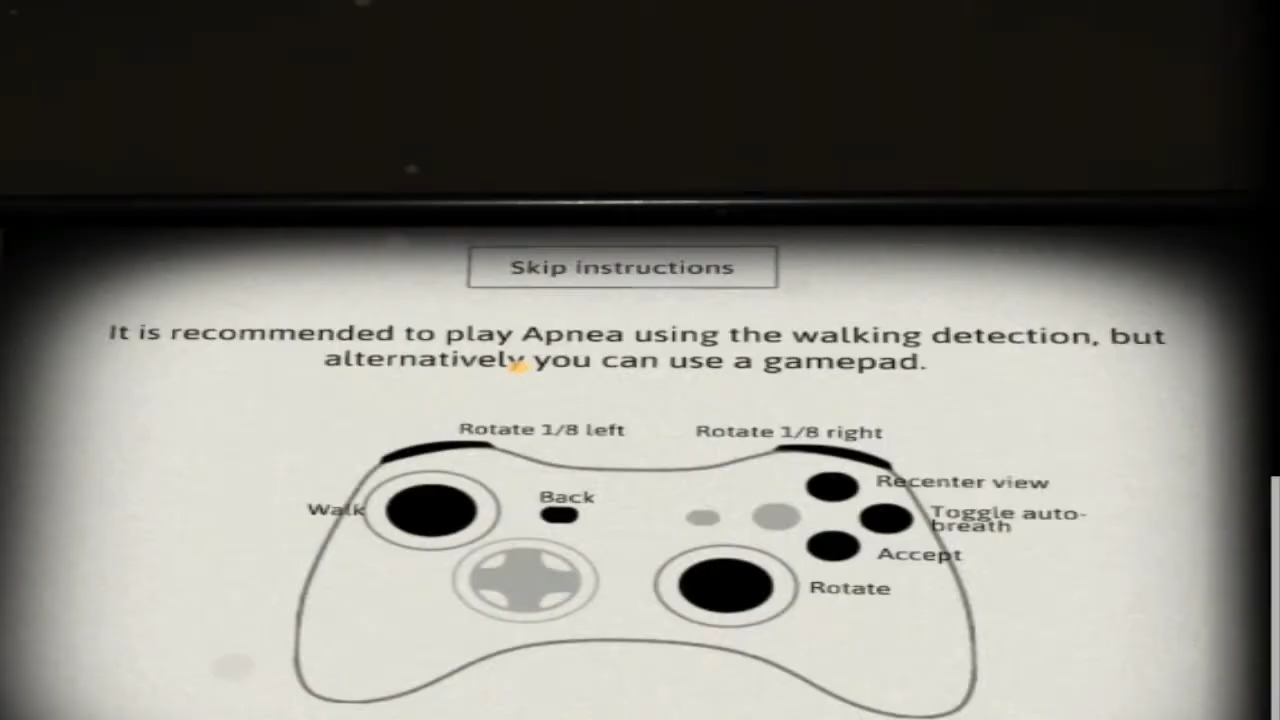 Skip instructions
It is recommended to play Apnea using the walking detection, but
alternatively you can use a gamepad.
Rotate 1/8 left
Rotate 1/8 right
Recenter view
Back
Walk
Toggle auto-
breath
Accept
Rotate